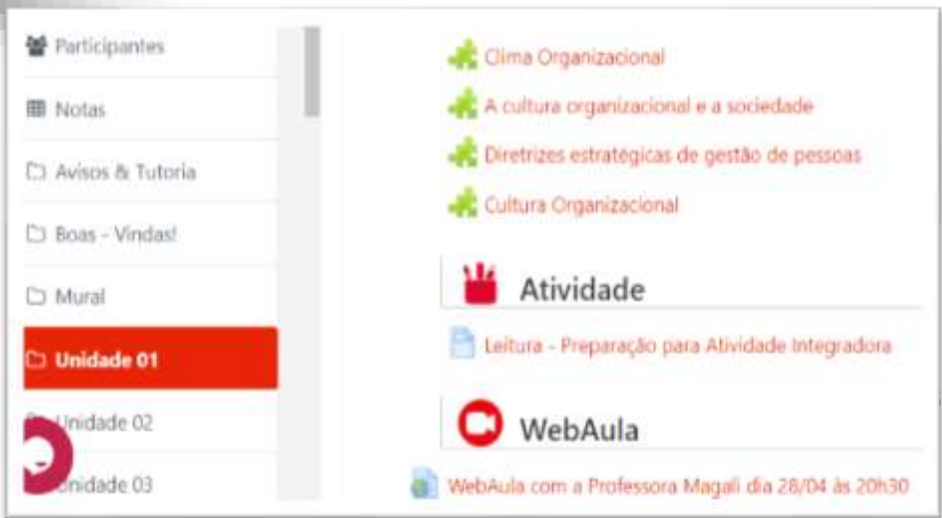 Participantes
Notas
Avisos & Tutoria
Boas - Vindas!
Mural
Unidade 01
Unidade 02
Unidade 03
Clima Organizacional
A cultura organizacional e a sociedade
Diretrizes estratégicas de gestão de pessoas
Cultura Organizacional
Atividade
Leitura - Preparação para Atividade Integradora
WebAula
WebAula com a Professora Magali dia 28/04 às 20h30